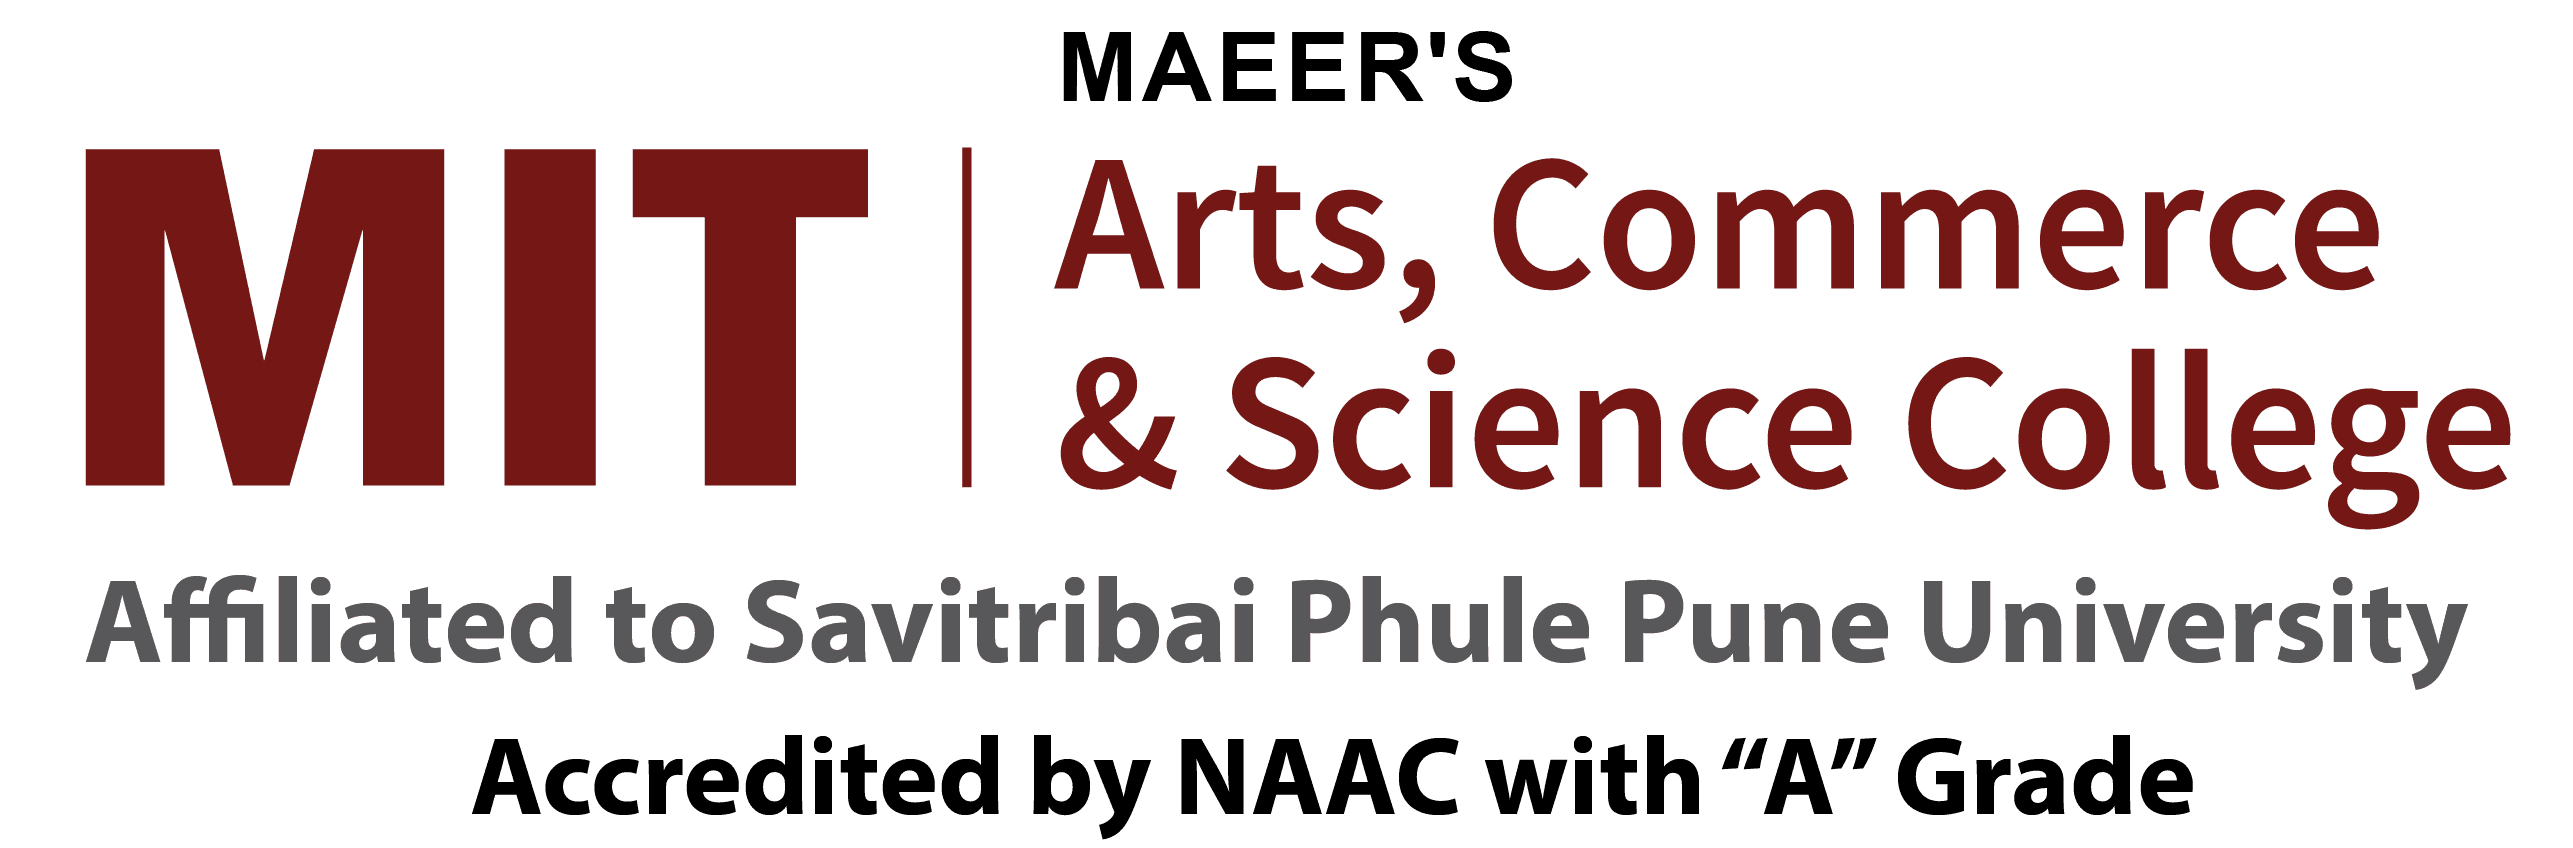 MAEER'S
MIT
Arts, Commerce
& Science College
Affiliated to Savitribai Phule Pune University
Accredited by NAAC with “A” Grade